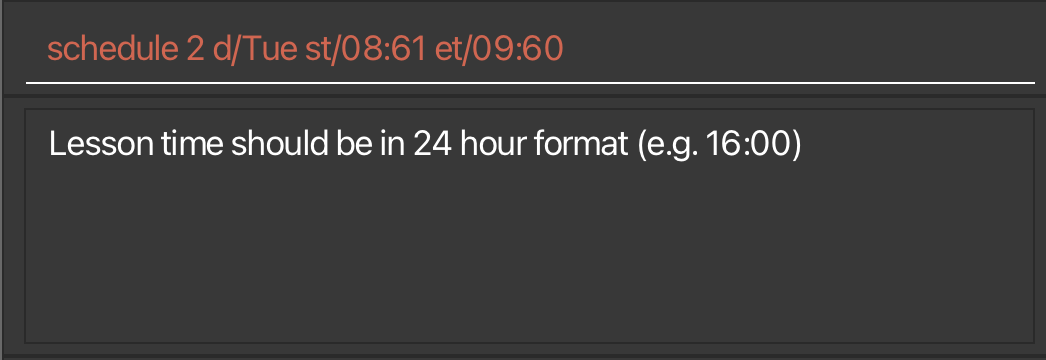 schedule 2 d/Tue st/08:61 et/09:60
Lesson time should be in 24 hour format (e.g. 16:00)